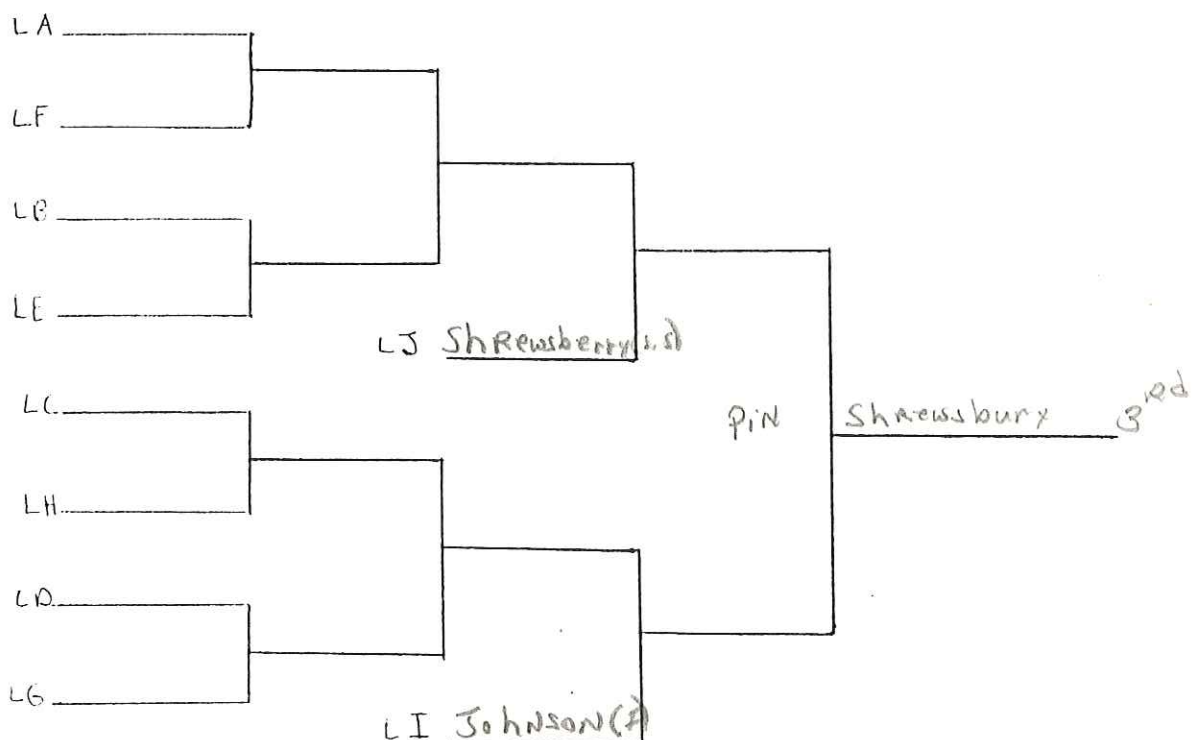 LA
LF
LB
LE
LJ Shrewsberry(S.S)
LC
PIN Shrewsbury 3rd
LH
LD
LG
LI Johnson(F)